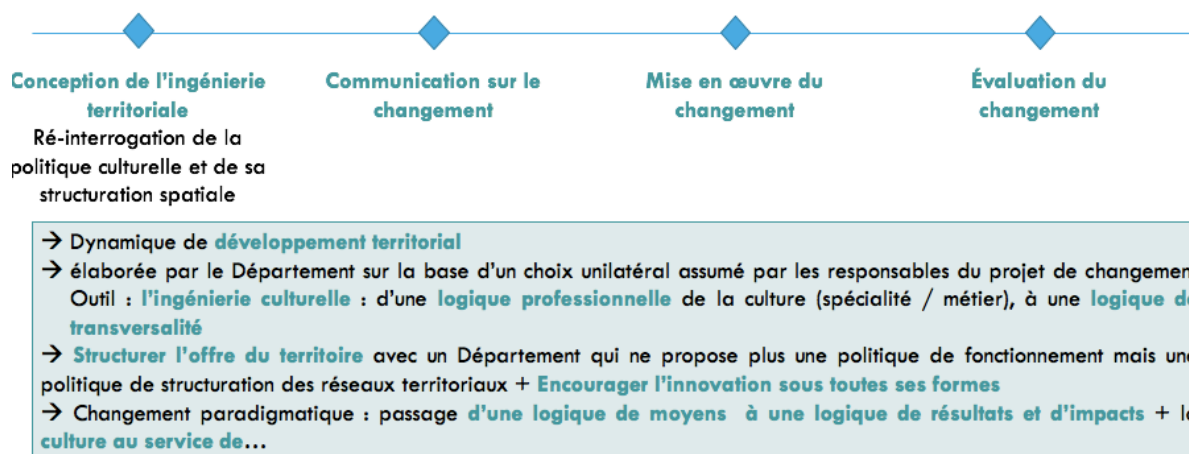 Conception de l'ingénierie territoriale
Communication sur le changement
Mise en œuvre du changement
Évaluation du changement
Ré-interrogation de la
politique culturelle et de sa
structuration spatiale
→ Dynamique de développement territorial
→ élaborée par le Département sur la base d'un choix unilatéral assumé par les responsables du projet de changemen
Outil : l'ingénierie culturelle : d'une logique professionnelle de la culture (spécialité / métier), à une logique de
transversalité
→ Structurer l'offre du territoire avec un Département qui ne propose plus une politique de fonctionnement mais une
politique de structuration des réseaux territoriaux + Encourager l'innovation sous toutes ses formes
→ Changement paradigmatique : passage d'une logique de moyens à une logique de résultats et d'impacts + la
culture au service de...